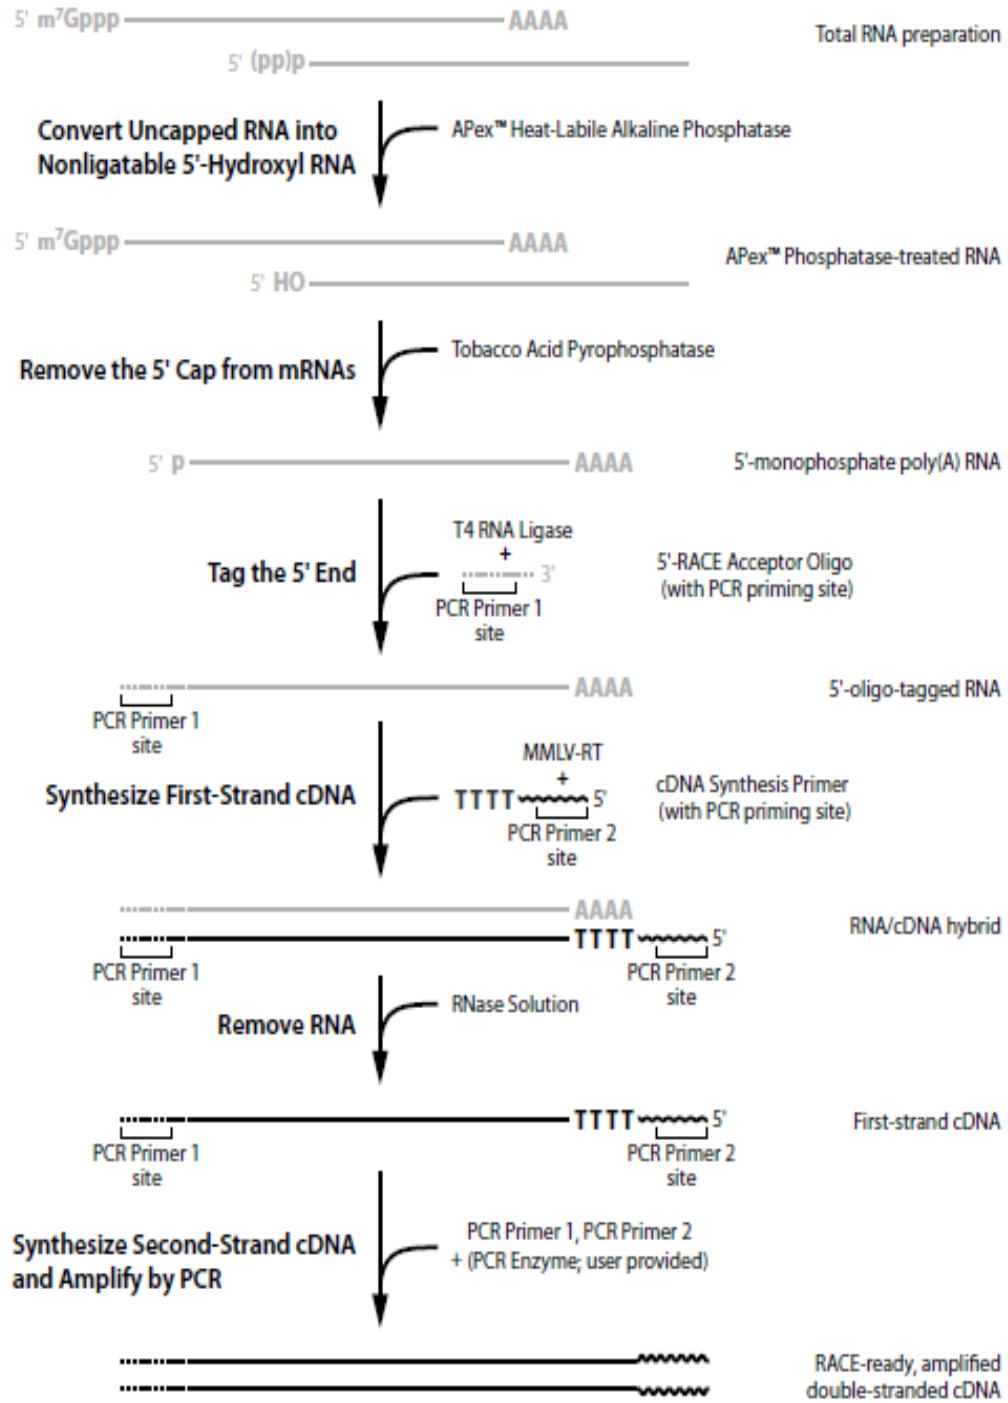 5' m⁷Gppp AAAA
Total RNA preparation
5' (pp)p
Convert Uncapped RNA into
Nonligatable 5'-Hydroxyl RNA
APex™ Heat-Labile Alkaline Phosphatase
5' m⁷Gppp AAAA
APex™ Phosphatase-treated RNA
5' HO
Remove the 5' Cap from mRNAs
Tobacco Acid Pyrophosphatase
5' p AAAA
5'-monophosphate poly(A) RNA
Tag the 5' End
T4 RNA Ligase
+
3'
PCR Primer 1
site
5'-RACE Acceptor Oligo
(with PCR priming site)
AAAA
5'-oligo-tagged RNA
PCR Primer 1
site
Synthesize First-Strand cDNA
MMLV-RT
+
TTTT 5'
PCR Primer 2
site
cDNA Synthesis Primer
(with PCR priming site)
AAAA
TTTT 5'
RNA/cDNA hybrid
PCR Primer 1
site
PCR Primer 2
site
Remove RNA
RNase Solution
TTTT 5'
First-strand cDNA
PCR Primer 1
site
PCR Primer 2
site
Synthesize Second-Strand cDNA
and Amplify by PCR
PCR Primer 1, PCR Primer 2
+ (PCR Enzyme; user provided)
RACE-ready, amplified
double-stranded cDNA